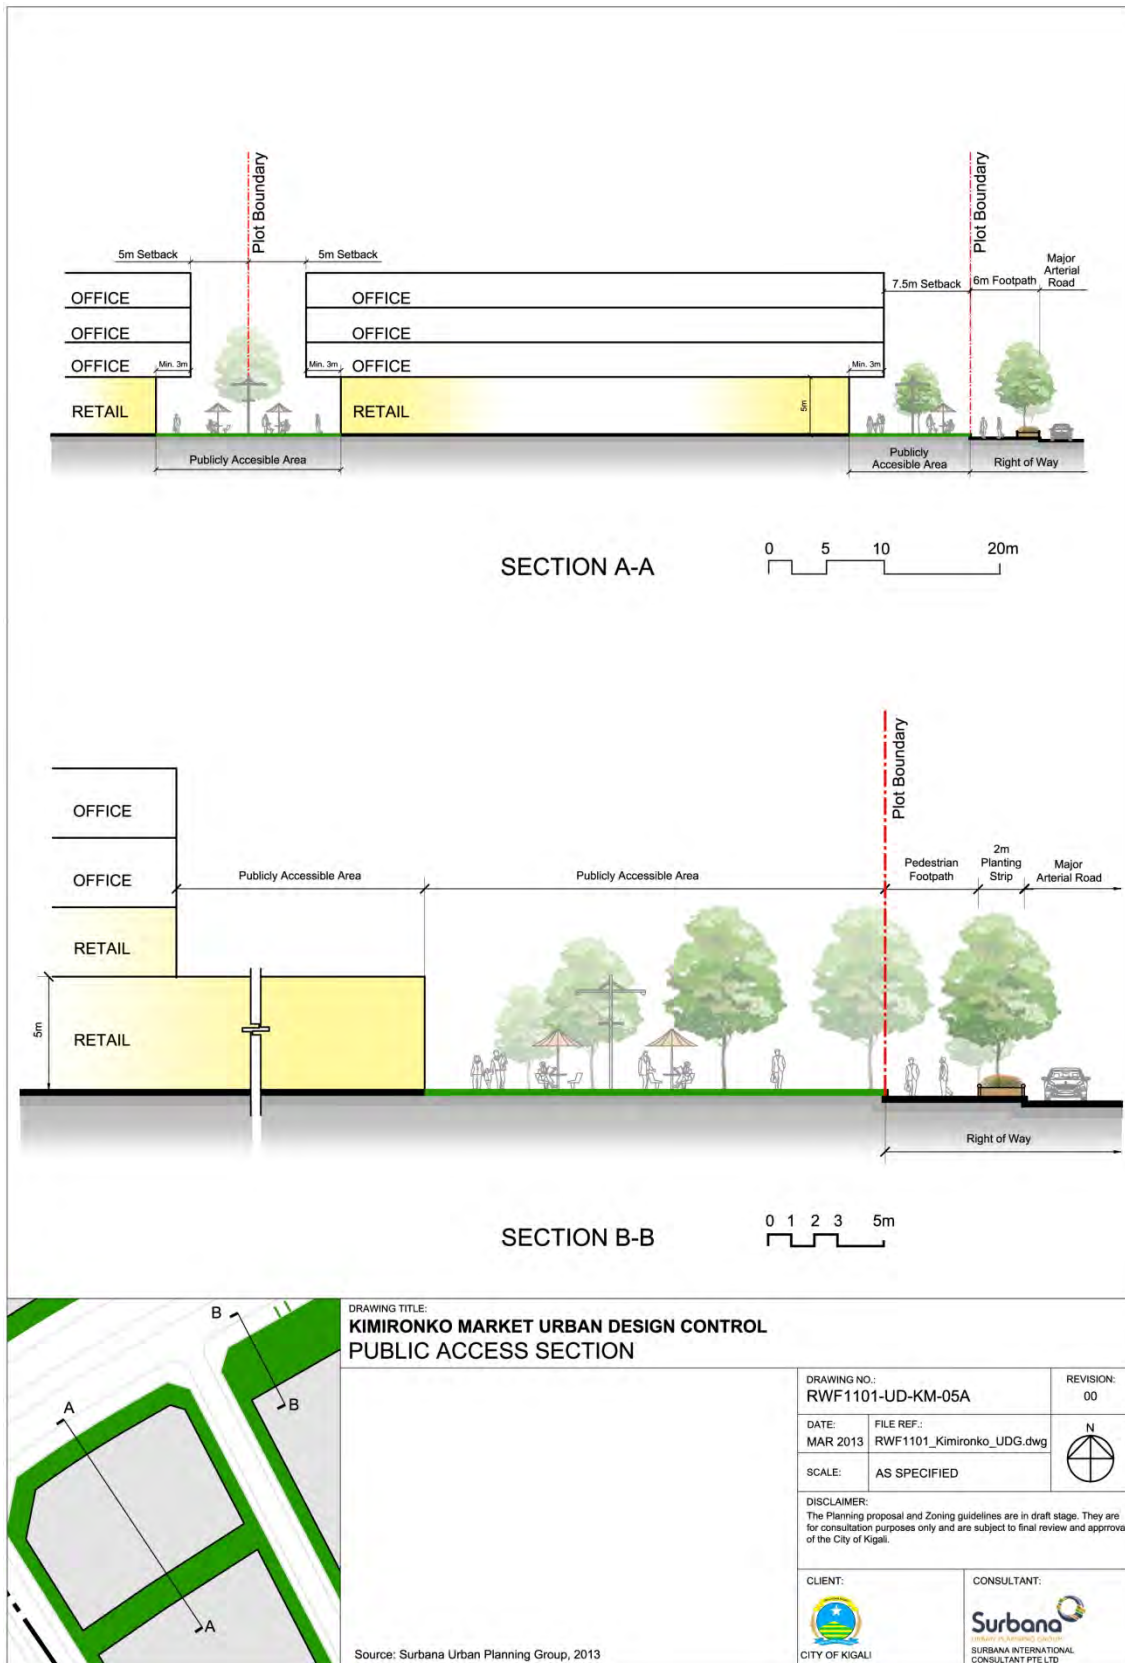 Plot Boundary
Plot Boundary
5m Setback
5m Setback
Major
Arterial
Road
7.5m Setback
6m Footpath
OFFICE
OFFICE
OFFICE
OFFICE
OFFICE
Min. 3m
Min. 3m
OFFICE
Min. 3m
RETAIL
RETAIL
5m
Publicly Accesible Area
Publicly
Accesible Area
Right of Way
SECTION A-A
0 5 10 20m
Plot Boundary
OFFICE
OFFICE
RETAIL
RETAIL
5m
Publicly Accessible Area
Publicly Accessible Area
Pedestrian
Footpath
2m
Planting
Strip
Major
Arterial Road
Right of Way
SECTION B-B
0 1 2 3 5m
B
B
A
A
DRAWING TITLE:
KIMIRONKO MARKET URBAN DESIGN CONTROL
PUBLIC ACCESS SECTION
Source: Surbana Urban Planning Group, 2013
DRAWING NO.:
RWF1101-UD-KM-05A
REVISION:
00
DATE:
MAR 2013
FILE REF.:
RWF1101_Kimironko_UDG.dwg
N
SCALE:
AS SPECIFIED
DISCLAIMER:
The Planning proposal and Zoning guidelines are in draft stage. They are
for consultation purposes only and are subject to final review and approva
of the City of Kigali.
CLIENT:
CITY OF KIGALI
CONSULTANT:
Surbana
URBAN PLANNING GROUP
SURBANA INTERNATIONAL
CONSULTANT PTE LTD